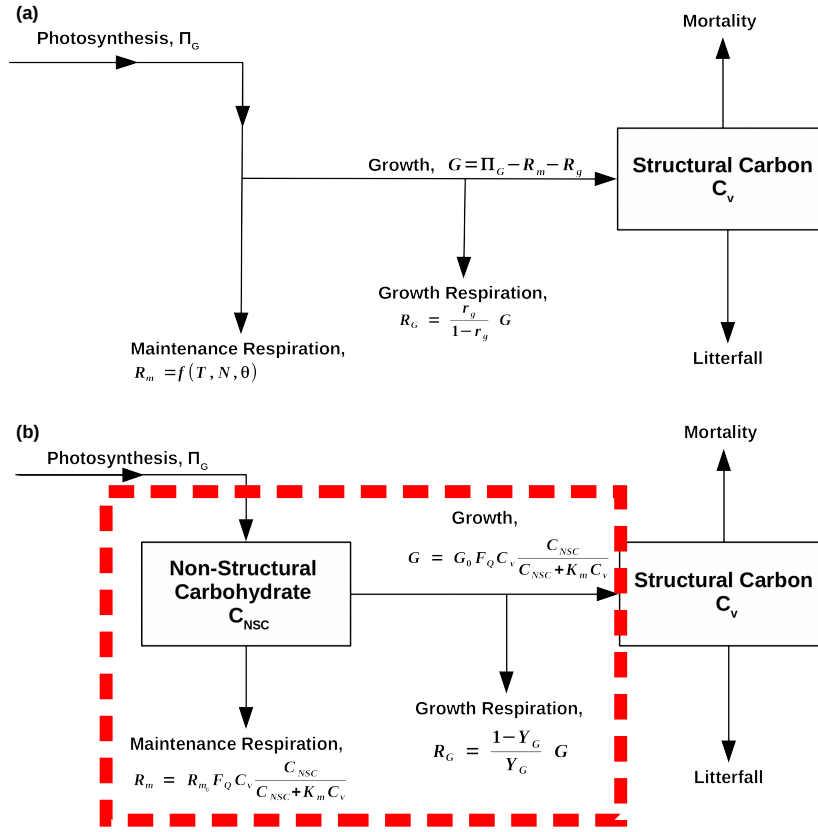 (a)
Photosynthesis, Π_G
Mortality
Growth, G = Π_G − R_m − R_g
Structural Carbon
C_v
Growth Respiration,
R_G = r_g / (1 − r_g) G
Maintenance Respiration,
R_m = f(T, N, θ)
Litterfall
(b)
Photosynthesis, Π_G
Mortality
Growth,
G = G_0 F_Q C_v C_NSC / (C_NSC + K_m C_v)
Non-Structural
Carbohydrate
C_NSC
Structural Carbon
C_v
Growth Respiration,
R_G = (1 − Y_G) / Y_G G
Maintenance Respiration,
R_m = R_m_0 F_Q C_v C_NSC / (C_NSC + K_m C_v)
Litterfall